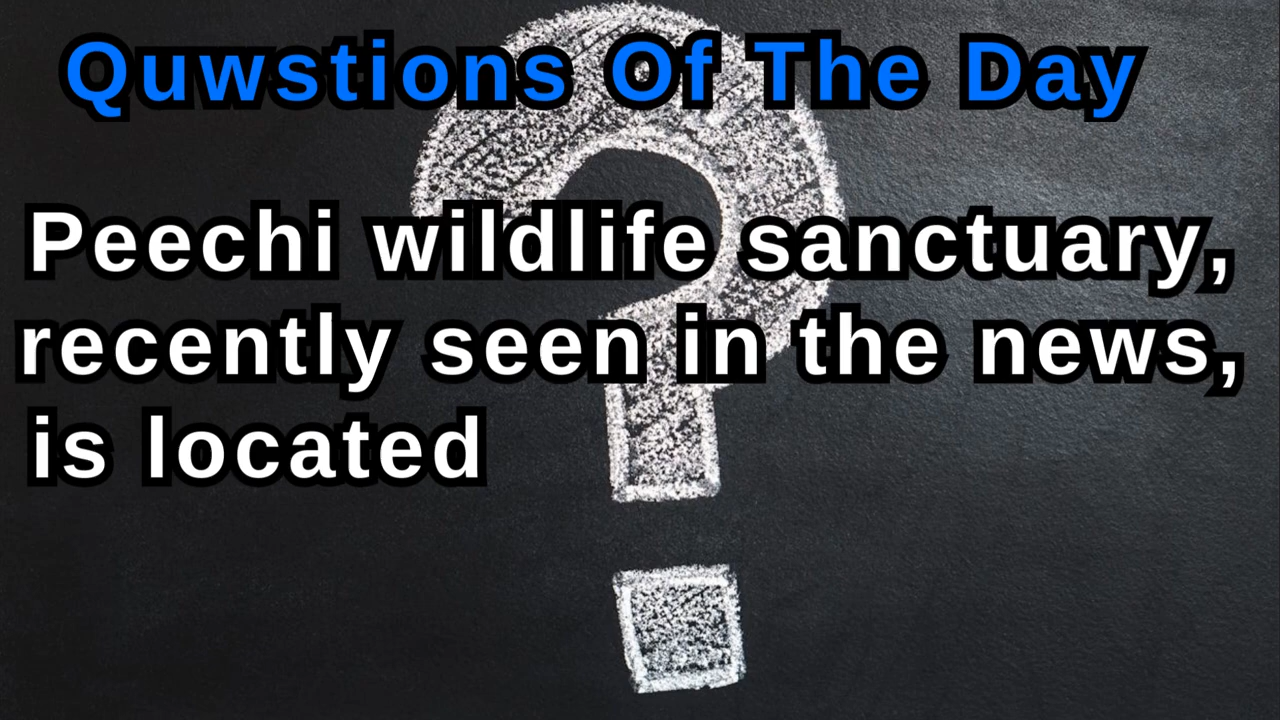 Quwstions Of The Day
Peechi wildlife sanctuary,
recently seen in the news,
is located